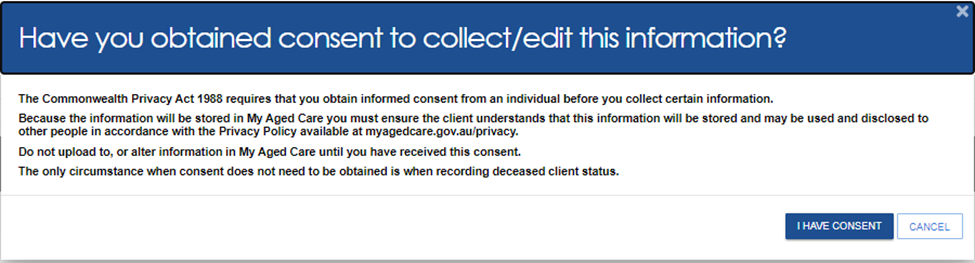 Have you obtained consent to collect/edit this information?
The Commonwealth Privacy Act 1988 requires that you obtain informed consent from an individual before you collect certain information.
Because the information will be stored in My Aged Care you must ensure the client understands that this information will be stored and may be used and disclosed to
other people in accordance with the Privacy Policy available at myagedcare.gov.au/privacy.
Do not upload to, or alter information in My Aged Care until you have received this consent.
The only circumstance when consent does not need to be obtained is when recording deceased client status.
I HAVE CONSENT CANCEL